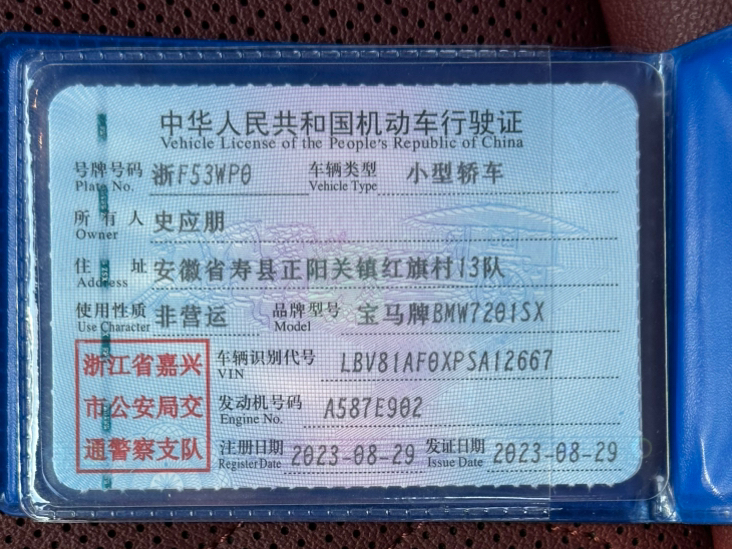 中华人民共和国机动车行驶证
Vehicle License of the People's Republic of China
号牌号码 浙F53WP0 车辆类型 小型轿车
Plate No. Vehicle Type
所有人 史应朋
Owner
住址 安徽省寿县正阳关镇红旗村13队
Address
使用性质 非营运 品牌型号 宝马牌BMW7201SX
Use Character Model
浙江省嘉兴
市公安局交
通警察支队
车辆识别代号 LBV81AF0XPSA12667
VIN
发动机号码 A587E902
Engine No.
注册日期 2023-08-29 发证日期 2023-08-29
Register Date Issue Date